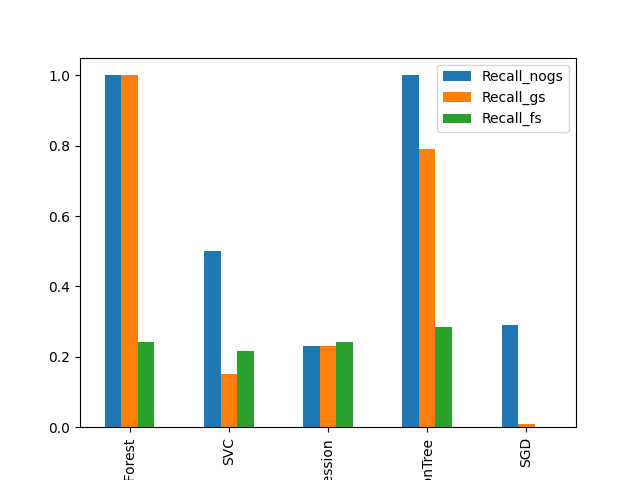 1.0
0.8
0.6
0.4
0.2
0.0
Recall_nogs
Recall_gs
Recall_fs
Forest
SVC
ession
onTree
SGD